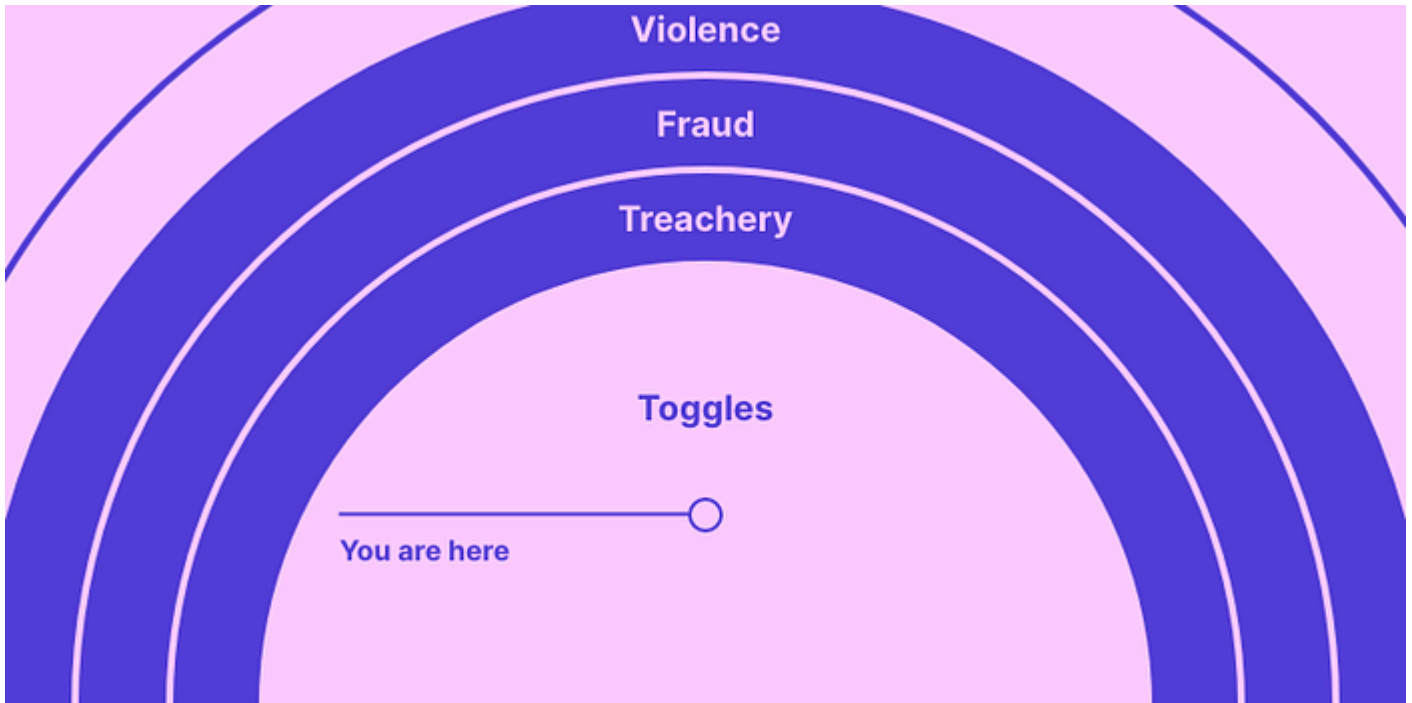 Violence
Fraud
Treachery
Toggles
You are here